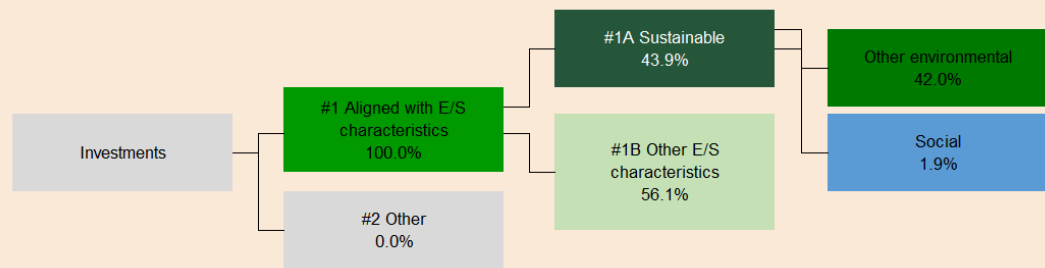 Investments
#1 Aligned with E/S
characteristics
100.0%
#2 Other
0.0%
#1A Sustainable
43.9%
#1B Other E/S
characteristics
56.1%
Other environmental
42.0%
Social
1.9%